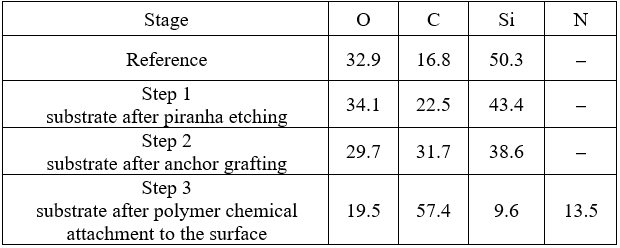 Stage O C Si N
Reference 32.9 16.8 50.3 –
Step 1
substrate after piranha etching 34.1 22.5 43.4 –
Step 2
substrate after anchor grafting 29.7 31.7 38.6 –
Step 3
substrate after polymer chemical
attachment to the surface 19.5 57.4 9.6 13.5